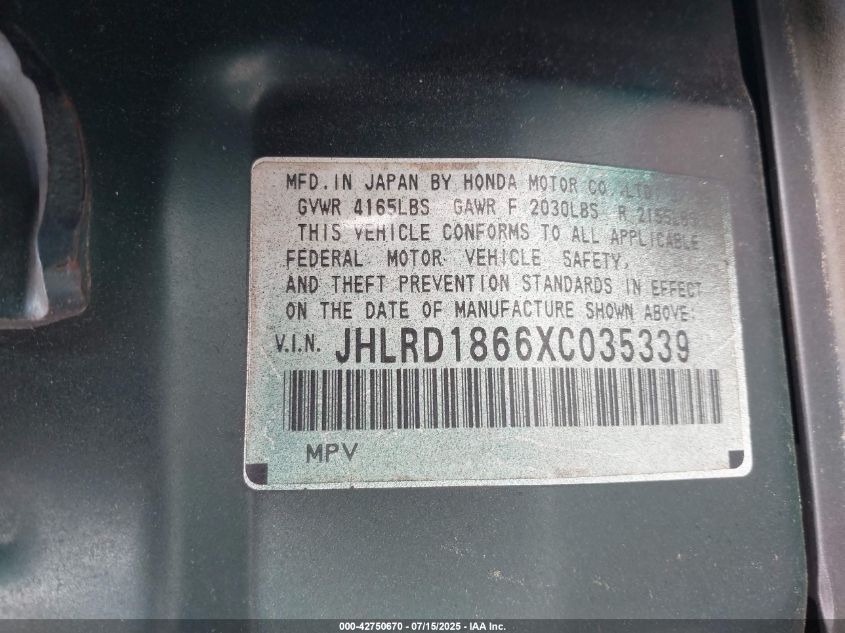 MFD. IN JAPAN BY HONDA MOTOR CO., LTD
GVWR 4165LBS GAWR F 2030LBS R 2155LBS
THIS VEHICLE CONFORMS TO ALL APPLICABLE
FEDERAL MOTOR VEHICLE SAFETY,
AND THEFT PREVENTION STANDARDS IN EFFECT
ON THE DATE OF MANUFACTURE SHOWN ABOVE:
V.I.N. JHLRD1866XC035339
MPV
000-42750670 - 07/15/2025 - IAA Inc.